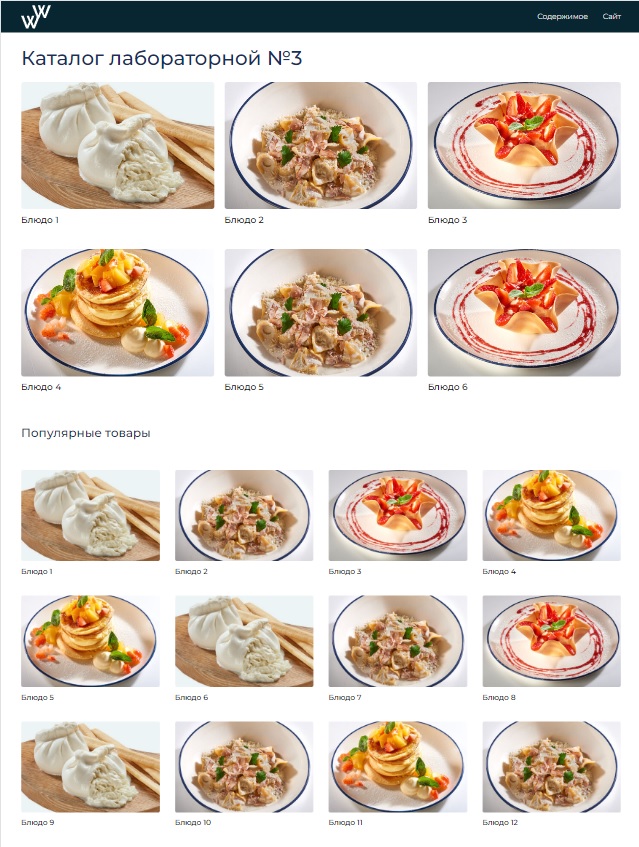 W
Содержимое Сайт
Каталог лабораторной №3
Блюдо 1 Блюдо 2 Блюдо 3
Блюдо 4 Блюдо 5 Блюдо 6
Популярные товары
Блюдо 1 Блюдо 2 Блюдо 3 Блюдо 4
Блюдо 5 Блюдо 6 Блюдо 7 Блюдо 8
Блюдо 9 Блюдо 10 Блюдо 11 Блюдо 12